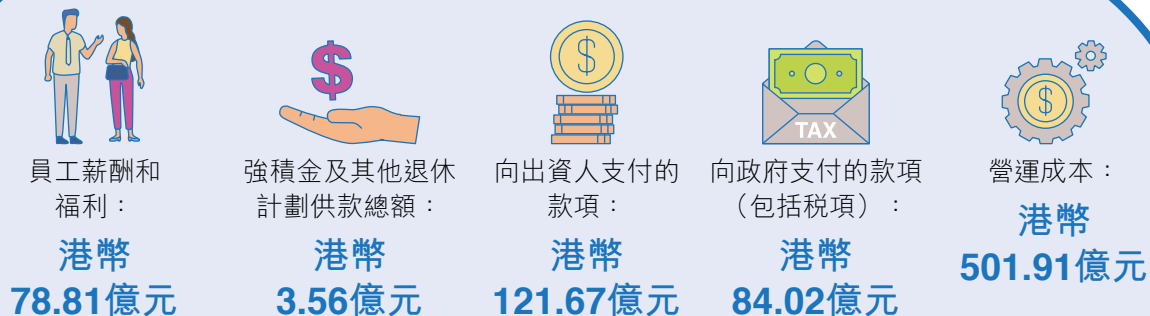 $
$
$
TAX
$
員工薪酬和
福利：
港幣
78.81億元
強積金及其他退休
計劃供款總額：
港幣
3.56億元
向出資人支付的
款項：
港幣
121.67億元
向政府支付的款項
（包括税項）：
港幣
84.02億元
營運成本：
港幣
501.91億元